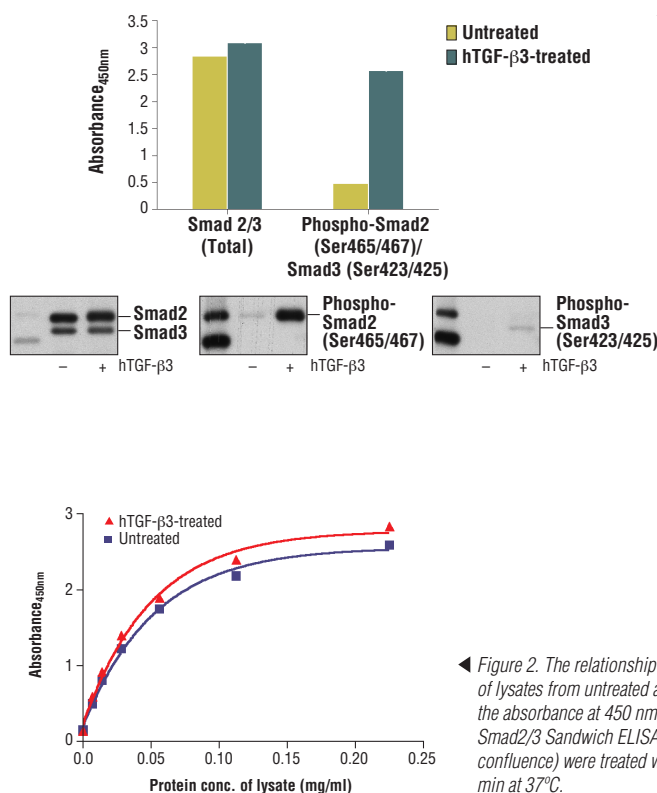 3.5
3
2.5
2
1.5
1
0.5
0
Absorbance450nm
Untreated
hTGF-β3-treated
Smad 2/3
(Total)
Phospho-Smad2
(Ser465/467)/
Smad3 (Ser423/425)
Smad2
Smad3
– + hTGF-β3
Phospho-
Smad2
(Ser465/467)
– + hTGF-β3
Phospho-
Smad3
(Ser423/425)
– + hTGF-β3
3
2
1
0
Absorbance450nm
hTGF-β3-treated
Untreated
0.0 0.05 0.10 0.15 0.20 0.25
Protein conc. of lysate (mg/ml)
◀ Figure 2. The relationship
of lysates from untreated a
the absorbance at 450 nm
Smad2/3 Sandwich ELISA
confluence) were treated w
min at 37ºC.